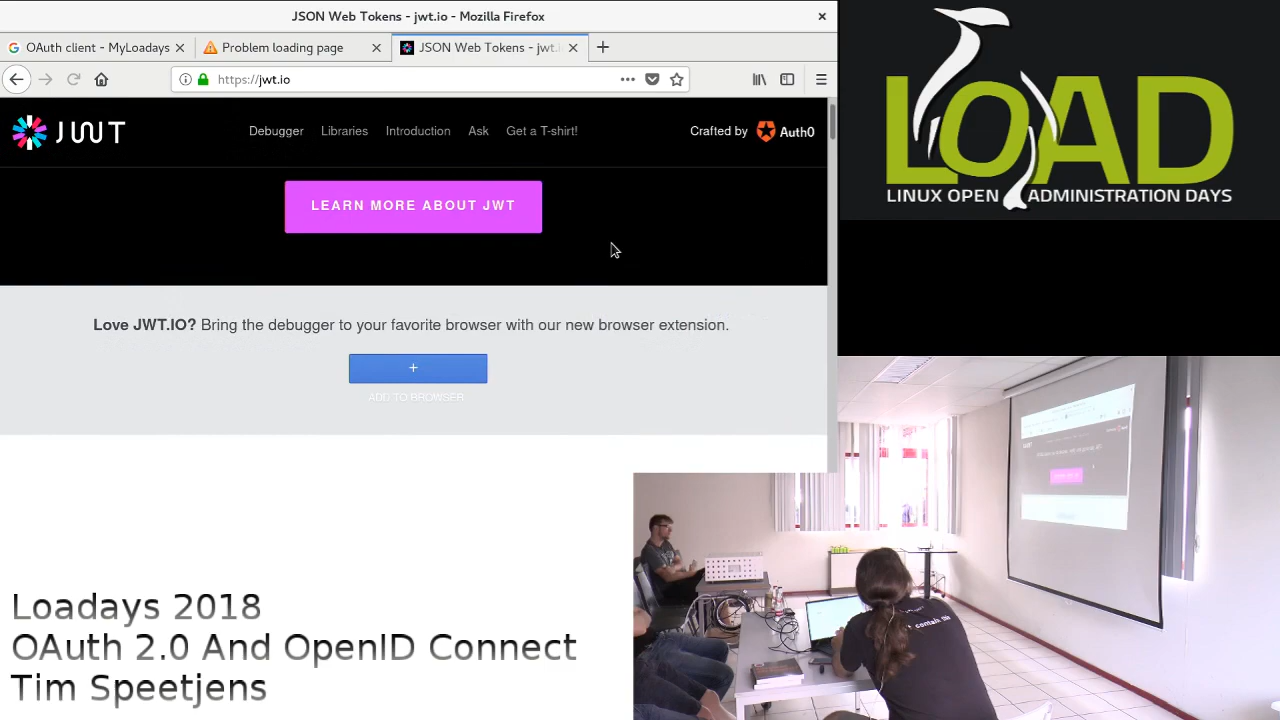 JSON Web Tokens - jwt.io - Mozilla Firefox
OAuth client - MyLoadays
Problem loading page
JSON Web Tokens - jwt.
https://jwt.io
JWT
Debugger
Libraries
Introduction
Ask
Get a T-shirt!
Crafted by
Auth0
LEARN MORE ABOUT JWT
Love JWT.IO? Bring the debugger to your favorite browser with our new browser extension.
+
ADD TO BROWSER
LOAD
LINUX OPEN ADMINISTRATION DAYS
Loadays 2018
OAuth 2.0 And OpenID Connect
Tim Speetjens